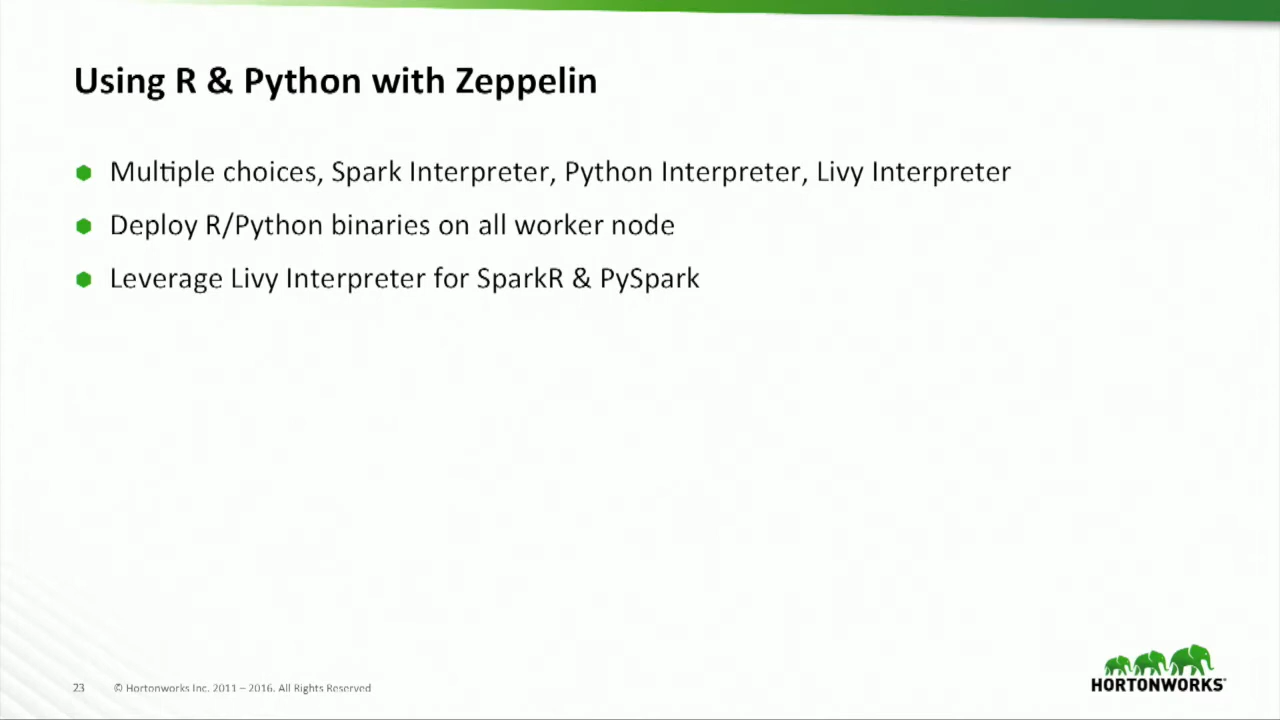 Using R & Python with Zeppelin
Multiple choices, Spark Interpreter, Python Interpreter, Livy Interpreter
Deploy R/Python binaries on all worker node
Leverage Livy Interpreter for SparkR & PySpark
23 © Hortonworks Inc. 2011 – 2016. All Rights Reserved
HORTONWORKS